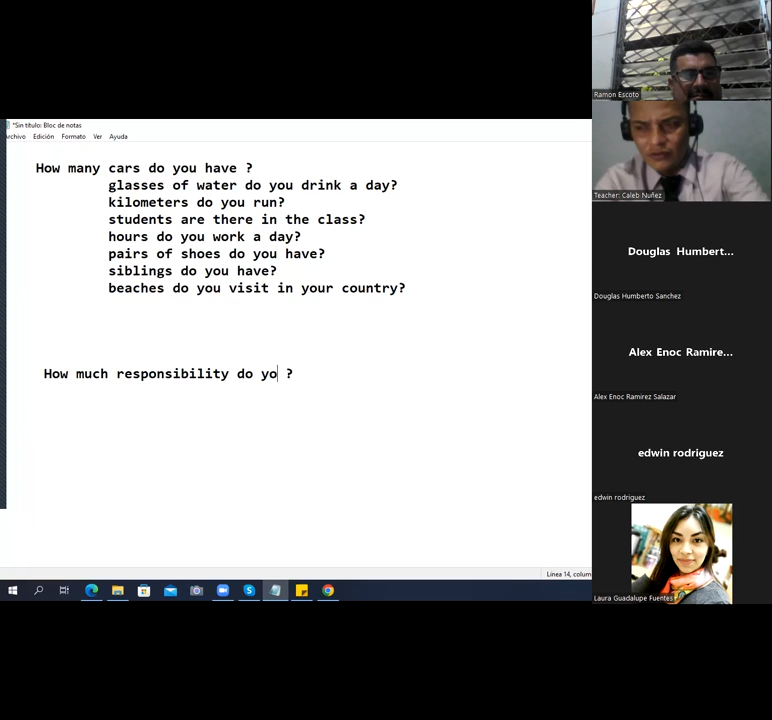 *Sin título: Bloc de notas
Archivo Edición Formato Ver Ayuda
How many cars do you have ?
glasses of water do you drink a day?
kilometers do you run?
students are there in the class?
hours do you work a day?
pairs of shoes do you have?
siblings do you have?
beaches do you visit in your country?
How much responsibility do yo ?
Línea 14, colum
Ramon Escoto
Teacher: Caleb Nuñez
Douglas Humbert...
Douglas Humberto Sanchez
Alex Enoc Ramire...
Alex Enoc Ramirez Salazar
edwin rodriguez
edwin rodriguez
Laura Guadalupe Fuentes